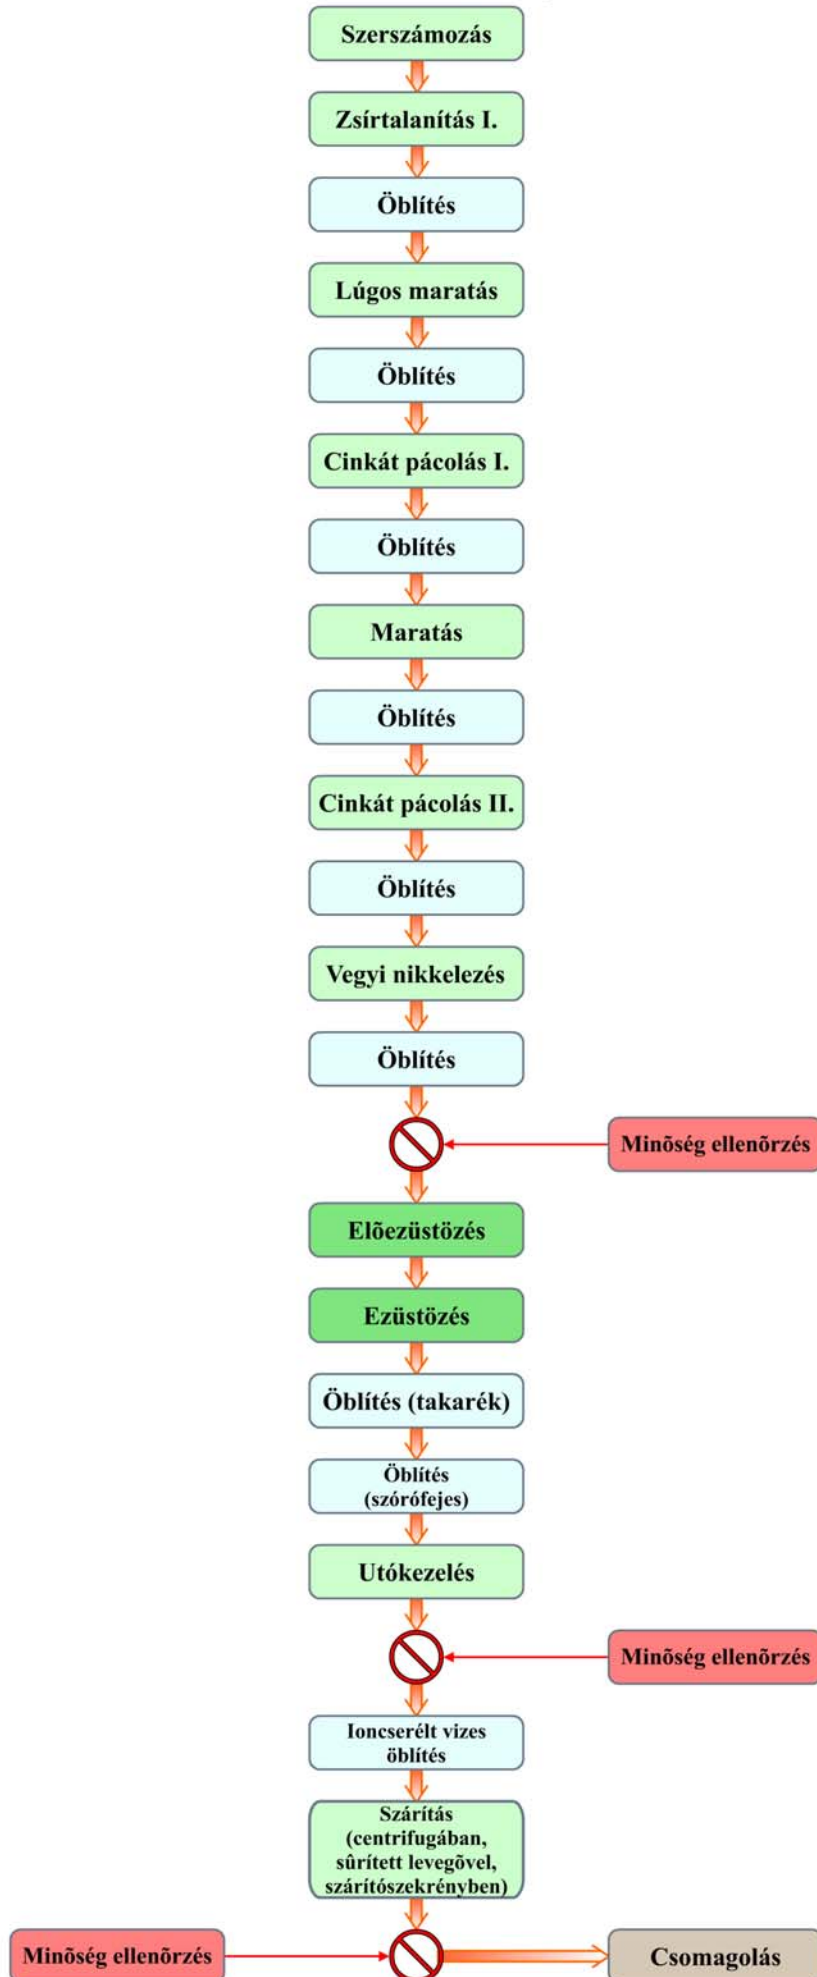 Szerszámozás
Zsírtalanítás I.
Öblítés
Lúgos maratás
Öblítés
Cinkát pácolás I.
Öblítés
Maratás
Öblítés
Cinkát pácolás II.
Öblítés
Vegyi nikkelezés
Öblítés
Minõség ellenõrzés
Elõezüstözés
Ezüstözés
Öblítés (takarék)
Öblítés
(szórófejes)
Utókezelés
Minõség ellenõrzés
Ioncserélt vizes
öblítés
Szárítás
(centrifugában,
sûrített levegõvel,
szárítószekrényben)
Minõség ellenõrzés
Csomagolás